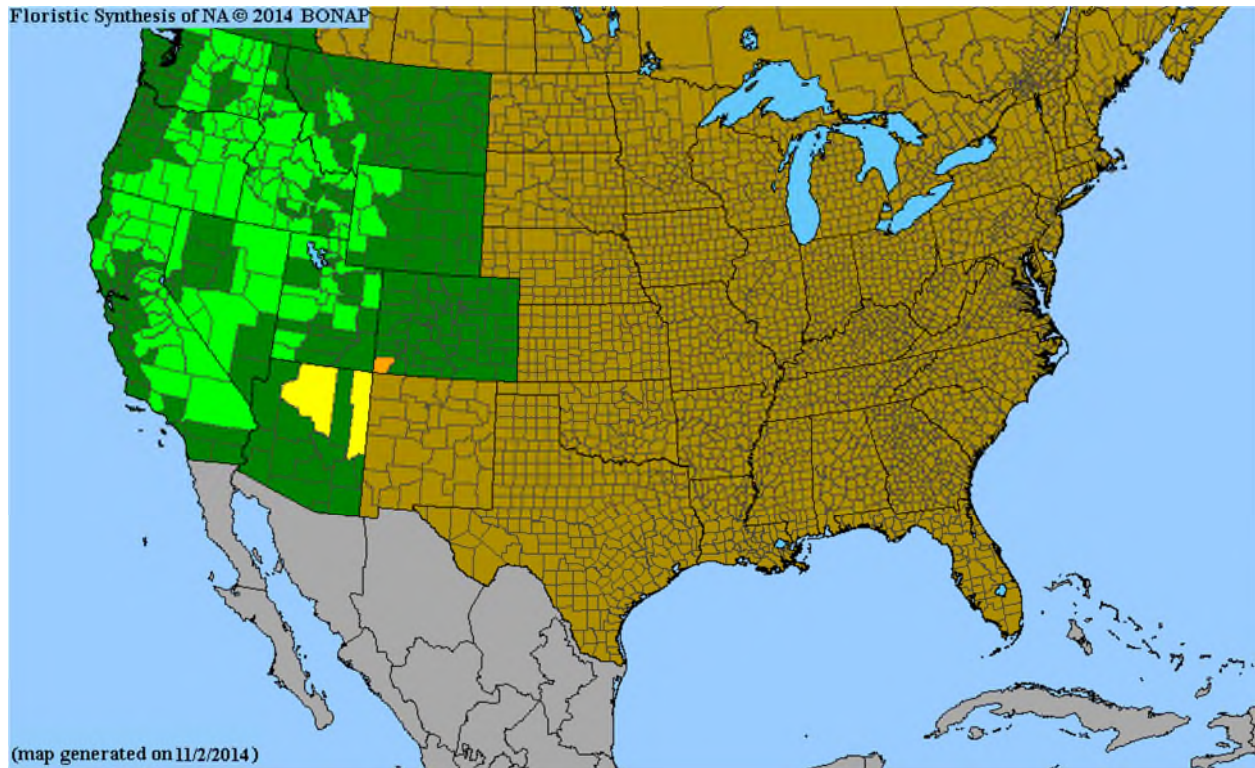 Floristic Synthesis of NA © 2014 BONAP
(map generated on 11/2/2014)